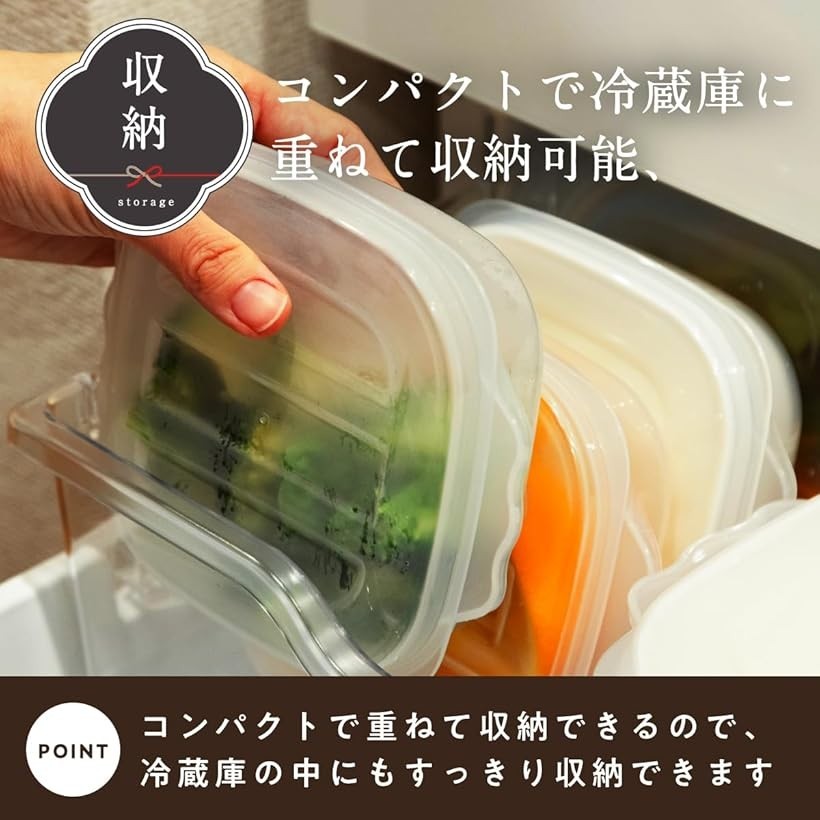 収納
storage
コンパクトで冷蔵庫に
重ねて収納可能、
POINT
コンパクトで重ねて収納できるので、
冷蔵庫の中にもすっきり収納できます